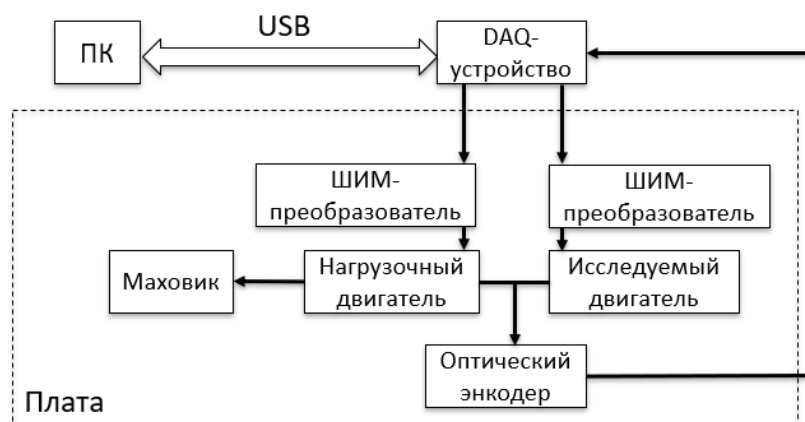 USB
ПК
DAQ-
устройство
ШИМ-
преобразователь
ШИМ-
преобразователь
Маховик
Нагрузочный
двигатель
Исследуемый
двигатель
Оптический
энкодер
Плата